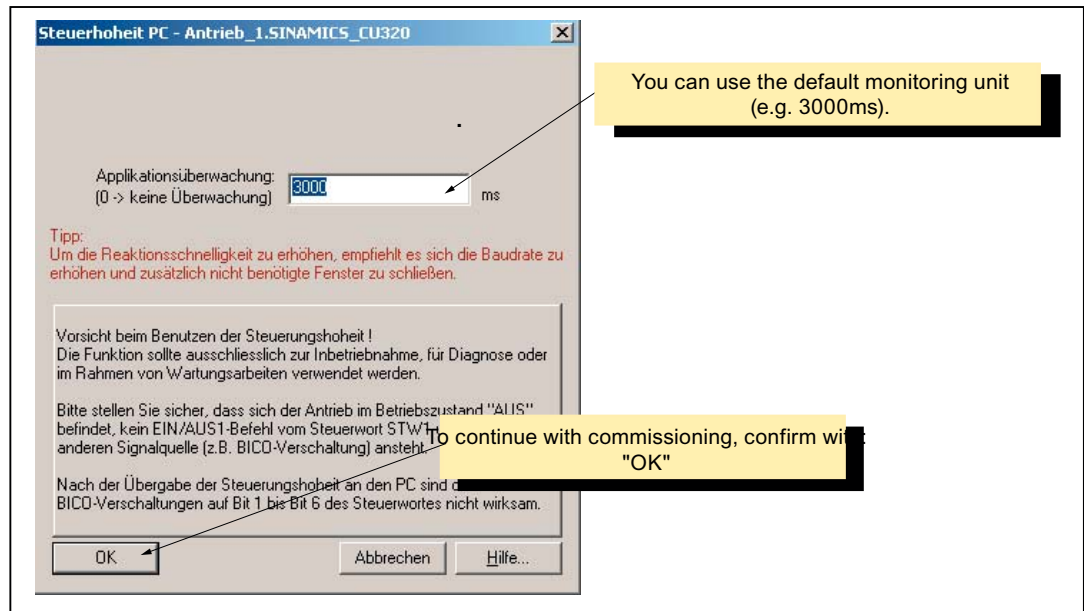 Steuerhoheit PC - Antrieb_1.SINAMICS_CU320
You can use the default monitoring unit
(e.g. 3000ms).
Applikationsüberwachung:
(0 -> keine Überwachung)
3000
ms
Tipp:
Um die Reaktionsschnelligkeit zu erhöhen, empfiehlt es sich die Baudrate zu
erhöhen und zusätzlich nicht benötigte Fenster zu schließen.
Vorsicht beim Benutzen der Steuerungshoheit !
Die Funktion sollte ausschliesslich zur Inbetriebnahme, für Diagnose oder
im Rahmen von Wartungsarbeiten verwendet werden.
Bitte stellen Sie sicher, dass sich der Antrieb im Betriebszustand "AUS"
befindet, kein EIN/AUS1-Befehl vom Steuerwort STW1
anderen Signalquelle (z.B. BICO-Verschaltung) ansteht.
To continue with commissioning, confirm with
"OK"
Nach der Übergabe der Steuerungshoheit an den PC sind
BICO-Verschaltungen auf Bit 1 bis Bit 6 des Steuerwortes nicht wirksam.
OK
Abbrechen
Hilfe...